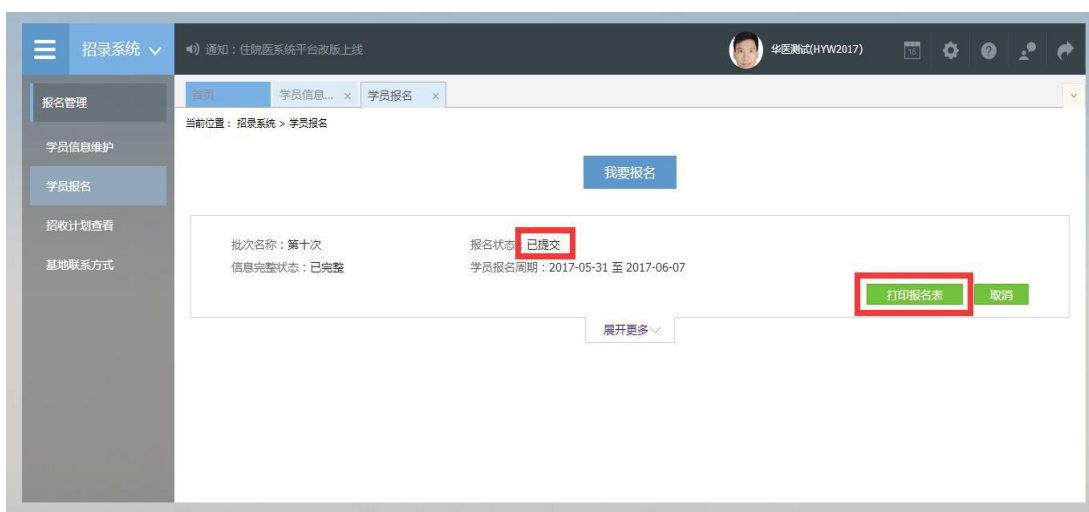 招录系统
通知：住院医系统平台改版上线
华医测试(HYW2017)
15
报名管理
首页
学员信息... ×
学员报名 ×
当前位置： 招录系统 > 学员报名
学员信息维护
我要报名
学员报名
招收计划查看
批次名称：第十次
报名状态：已提交
基地联系方式
信息完整状态：已完整
学员报名周期：2017-05-31 至 2017-06-07
打印报名表
取消
展开更多